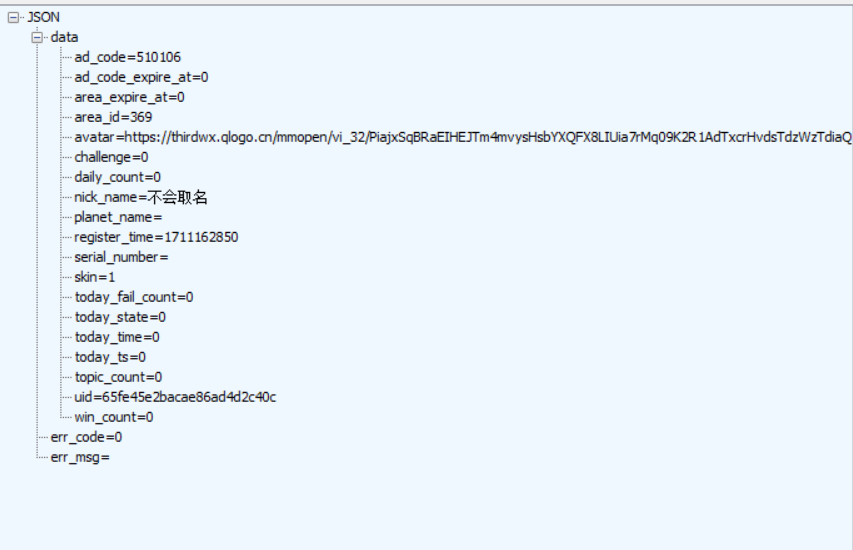 JSON
data
ad_code=510106
ad_code_expire_at=0
area_expire_at=0
area_id=369
avatar=https://thirdwx.qlogo.cn/mmopen/vi_32/PiajxSqBRaEIHEJTm4mvysHsbYXQFX8LIUia7rMq09K2R1AdTxcrHvdsTdzWzTdiaQ
challenge=0
daily_count=0
nick_name=不会取名
planet_name=
register_time=1711162850
serial_number=
skin=1
today_fail_count=0
today_state=0
today_time=0
today_ts=0
topic_count=0
uid=65fe45e2bacae86ad4d2c40c
win_count=0
err_code=0
err_msg=